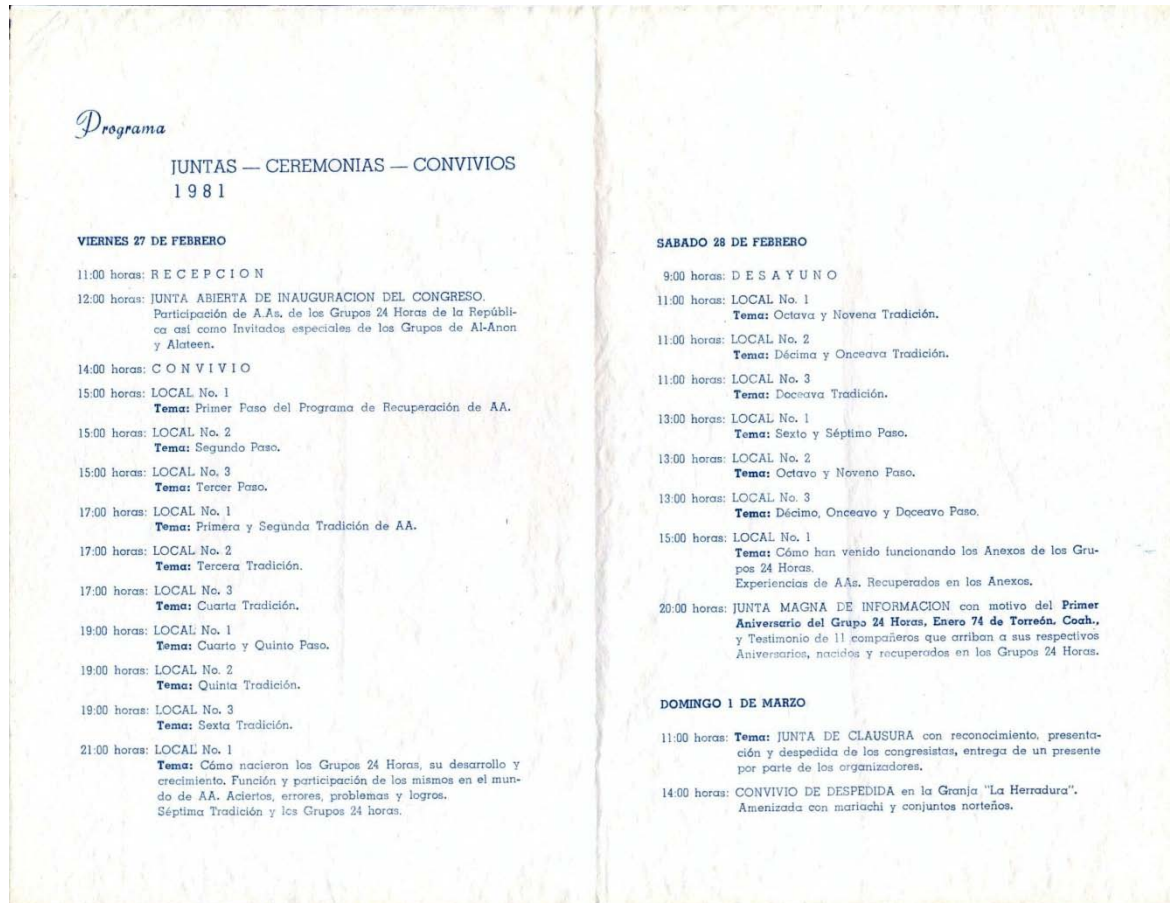 Programa
JUNTAS — CEREMONIAS — CONVIVIOS
1981
VIERNES 27 DE FEBRERO
11:00 horas: RECEPCION
12:00 horas: JUNTA ABIERTA DE INAUGURACION DEL CONGRESO.
Participación de A.As. de los Grupos 24 Horas de la Repúbli-
ca así como Invitados especiales de los Grupos de Al-Anon
y Alateen.
14:00 horas: CONVIVIO
15:00 horas: LOCAL No. 1
Tema: Primer Paso del Programa de Recuperación de AA.
15:00 horas: LOCAL No. 2
Tema: Segundo Paso.
15:00 horas: LOCAL No. 3
Tema: Tercer Paso.
17:00 horas: LOCAL No. 1
Tema: Primera y Segunda Tradición de AA.
17:00 horas: LOCAL No. 2
Tema: Tercera Tradición.
17:00 horas: LOCAL No. 3
Tema: Cuarta Tradición.
19:00 horas: LOCAL No. 1
Tema: Cuarto y Quinto Paso.
19:00 horas: LOCAL No. 2
Tema: Quinta Tradición.
19:00 horas: LOCAL No. 3
Tema: Sexta Tradición.
21:00 horas: LOCAL No. 1
Tema: Cómo nacieron los Grupos 24 Horas, su desarrollo y
crecimiento. Función y participación de los mismos en el mun-
do de AA. Aciertos, errores, problemas y logros.
Séptima Tradición y los Grupos 24 horas.
SABADO 28 DE FEBRERO
9:00 horas: DESAYUNO
11:00 horas: LOCAL No. 1
Tema: Octava y Novena Tradición.
11:00 horas: LOCAL No. 2
Tema: Décima y Onceava Tradición.
11:00 horas: LOCAL No. 3
Tema: Doceava Tradición.
13:00 horas: LOCAL No. 1
Tema: Sexto y Séptimo Paso.
13:00 horas: LOCAL No. 2
Tema: Octavo y Noveno Paso.
13:00 horas: LOCAL No. 3
Tema: Décimo, Onceavo y Doceavo Paso.
15:00 horas: LOCAL No. 1
Tema: Cómo han venido funcionando los Anexos de los Gru-
pos 24 Horas.
Experiencias de AAs. Recuperados en los Anexos.
20:00 horas: JUNTA MAGNA DE INFORMACION con motivo del Primer
Aniversario del Grupo 24 Horas, Enero 74 de Torreón, Coah.,
y Testimonio de 11 compañeros que arriban a sus respectivos
Aniversarios, nacidos y recuperados en los Grupos 24 Horas.
DOMINGO 1 DE MARZO
11:00 horas: Tema: JUNTA DE CLAUSURA con reconocimiento, presenta-
ción y despedida de los congresistas, entrega de un presente
por parte de los organizadores.
14:00 horas: CONVIVIO DE DESPEDIDA en la Granja "La Herradura".
Amenizada con mariachi y conjuntos norteños.